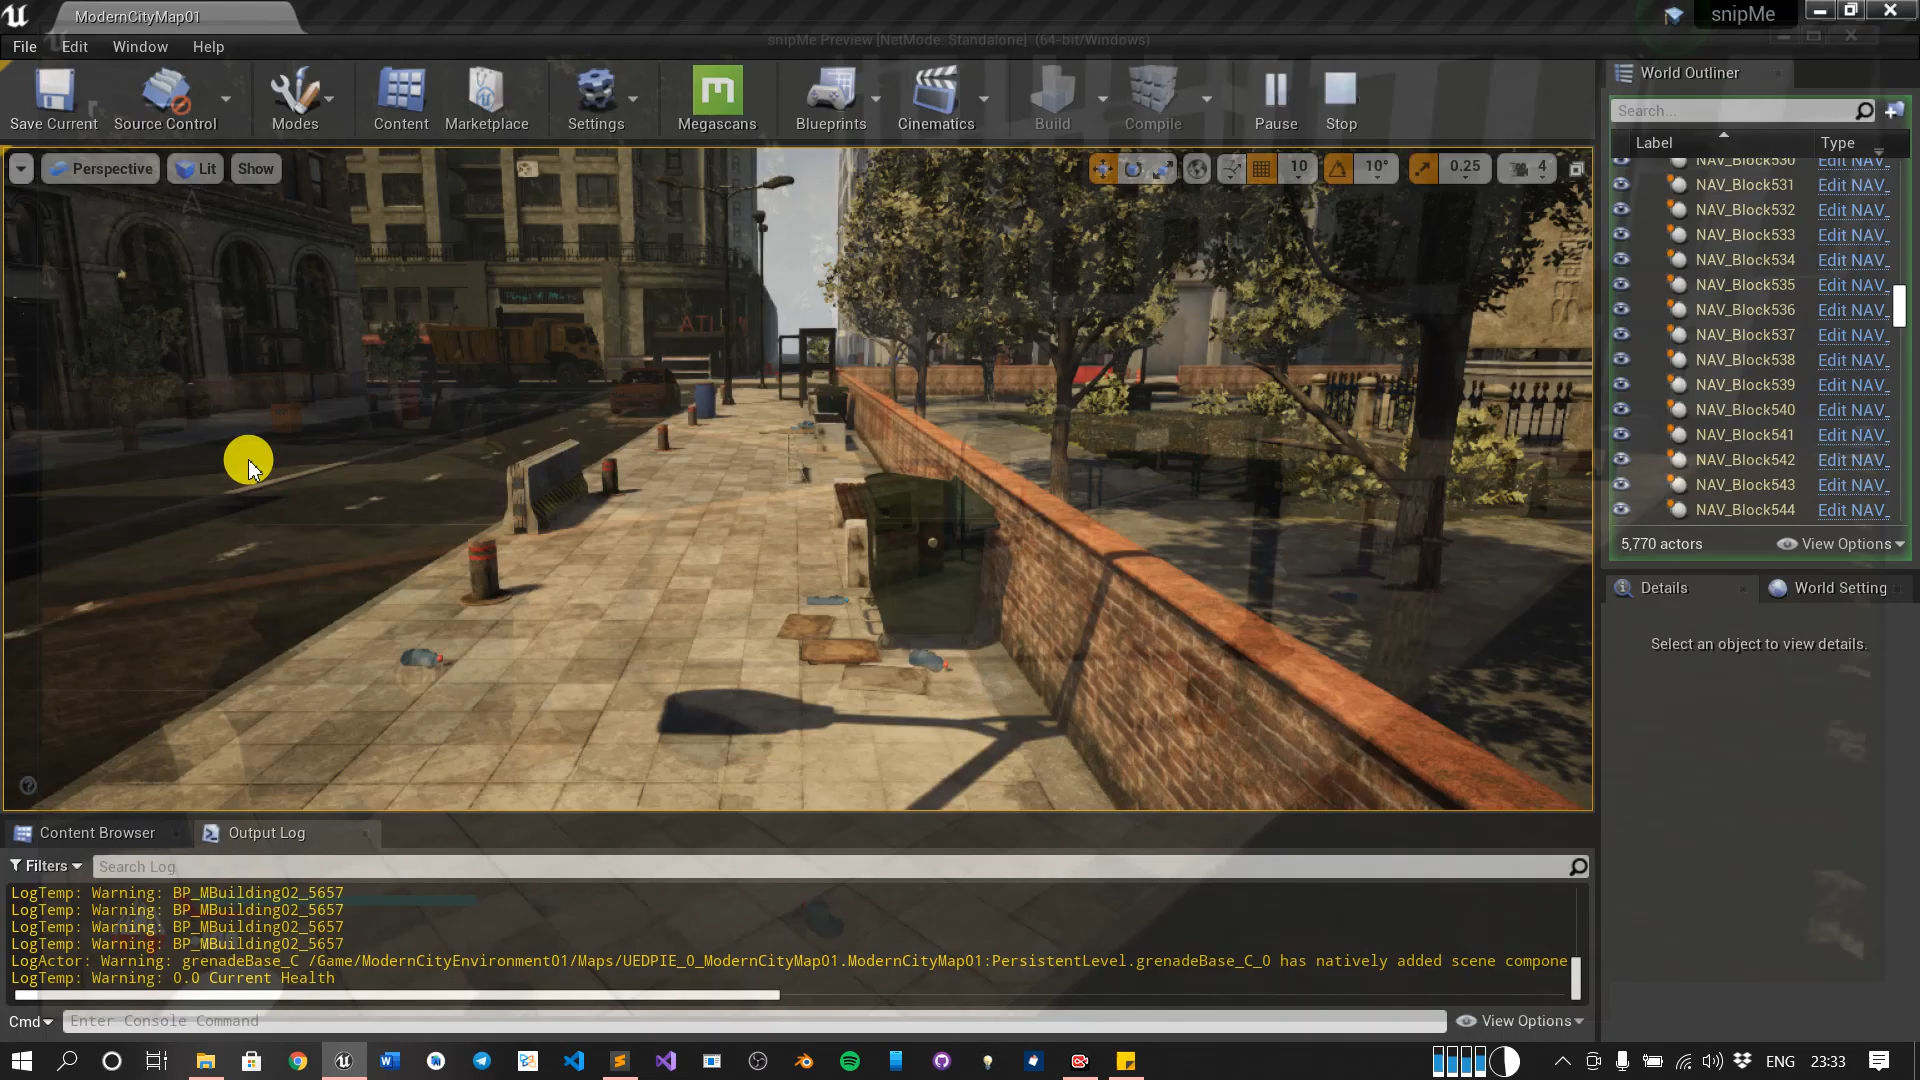 ModernCityMap01
snipMe
File Edit Window Help
snipMe Preview [NetMode: Standalone] (64-bit/Windows)
Save Current
Source Control
Modes
Content
Marketplace
Settings
Megascans
Blueprints
Cinematics
Build
Compile
Pause
Stop
Perspective
Lit
Show
10
10°
0.25
4
World Outliner
Search...
Label Type
NAV_Block530 Edit NAV_
NAV_Block531 Edit NAV_
NAV_Block532 Edit NAV_
NAV_Block533 Edit NAV_
NAV_Block534 Edit NAV_
NAV_Block535 Edit NAV_
NAV_Block536 Edit NAV_
NAV_Block537 Edit NAV_
NAV_Block538 Edit NAV_
NAV_Block539 Edit NAV_
NAV_Block540 Edit NAV_
NAV_Block541 Edit NAV_
NAV_Block542 Edit NAV_
NAV_Block543 Edit NAV_
NAV_Block544 Edit NAV_
5,770 actors
View Options
Details
World Setting
Select an object to view details.
Content Browser
Output Log
Filters
Search Log
LogTemp: Warning: BP_MBuilding02_5657
LogTemp: Warning: BP_MBuilding02_5657
LogTemp: Warning: BP_MBuilding02_5657
LogTemp: Warning: BP_MBuilding02_5657
LogActor: Warning: grenadeBase_C /Game/ModernCityEnvironment01/Maps/UEDPIE_0_ModernCityMap01.ModernCityMap01:PersistentLevel.grenadeBase_C_0 has natively added scene compone
LogTemp: Warning: 0.0 Current Health
Cmd
Enter Console Command
View Options
ENG
23:33